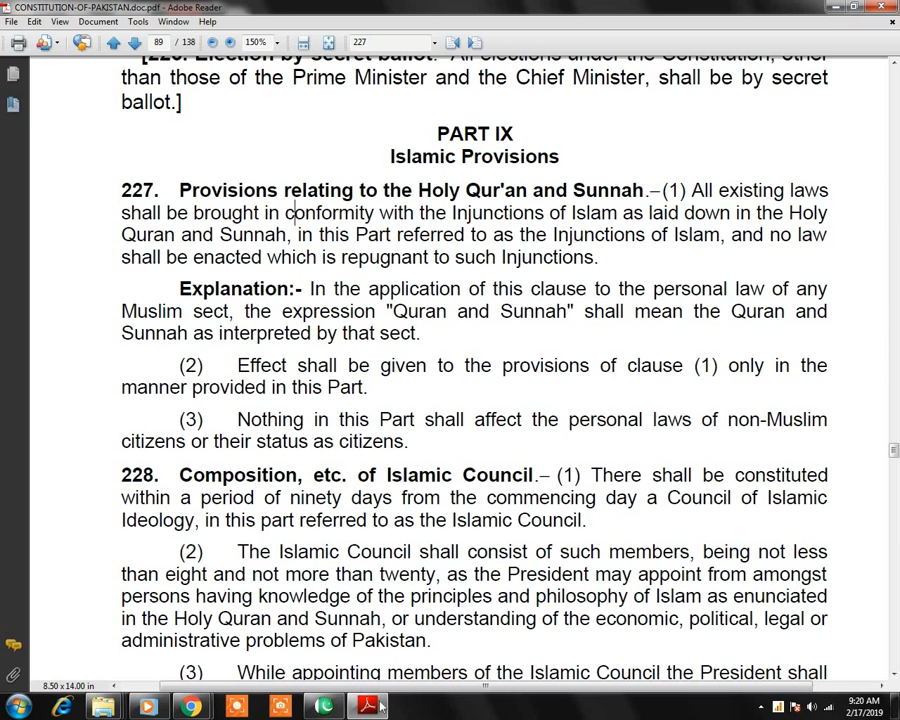 CONSTITUTION-OF-PAKISTAN.doc.pdf - Adobe Reader
File Edit View Document Tools Window Help
89 / 138 150% 227
[226. Election by secret ballot. All elections under the Constitution, other
than those of the Prime Minister and the Chief Minister, shall be by secret
ballot.]
PART IX
Islamic Provisions
227. Provisions relating to the Holy Qur'an and Sunnah.–(1) All existing laws
shall be brought in conformity with the Injunctions of Islam as laid down in the Holy
Quran and Sunnah, in this Part referred to as the Injunctions of Islam, and no law
shall be enacted which is repugnant to such Injunctions.
Explanation:- In the application of this clause to the personal law of any
Muslim sect, the expression "Quran and Sunnah" shall mean the Quran and
Sunnah as interpreted by that sect.
(2) Effect shall be given to the provisions of clause (1) only in the
manner provided in this Part.
(3) Nothing in this Part shall affect the personal laws of non-Muslim
citizens or their status as citizens.
228. Composition, etc. of Islamic Council.– (1) There shall be constituted
within a period of ninety days from the commencing day a Council of Islamic
Ideology, in this part referred to as the Islamic Council.
(2) The Islamic Council shall consist of such members, being not less
than eight and not more than twenty, as the President may appoint from amongst
persons having knowledge of the principles and philosophy of Islam as enunciated
in the Holy Quran and Sunnah, or understanding of the economic, political, legal or
administrative problems of Pakistan.
(3) While appointing members of the Islamic Council the President shall
8.50 x 14.00 in
9:20 AM
2/17/2019